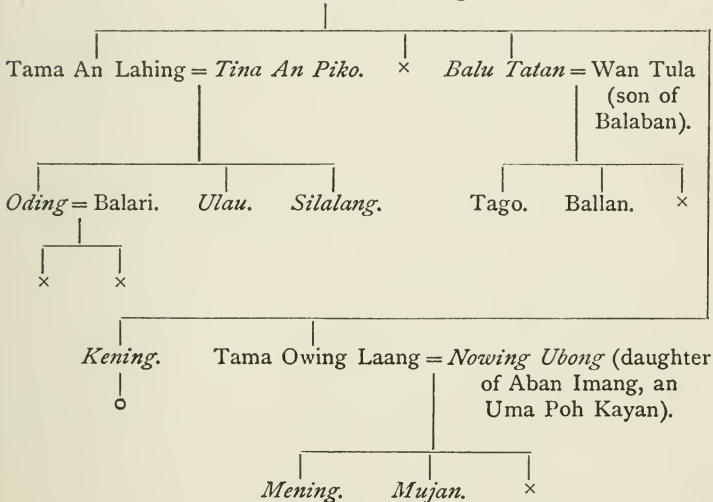 Tama An Lahing = Tina An Piko. × Balu Tatan = Wan Tula
(son of
Balaban).
Oding = Balari. Ulau. Silalang. Tago. Ballan. ×
× ×
Kening. Tama Owing Laang = Nowing Ubong (daughter
of Aban Imang, an
Uma Poh Kayan).
o
Mening. Mujan. ×